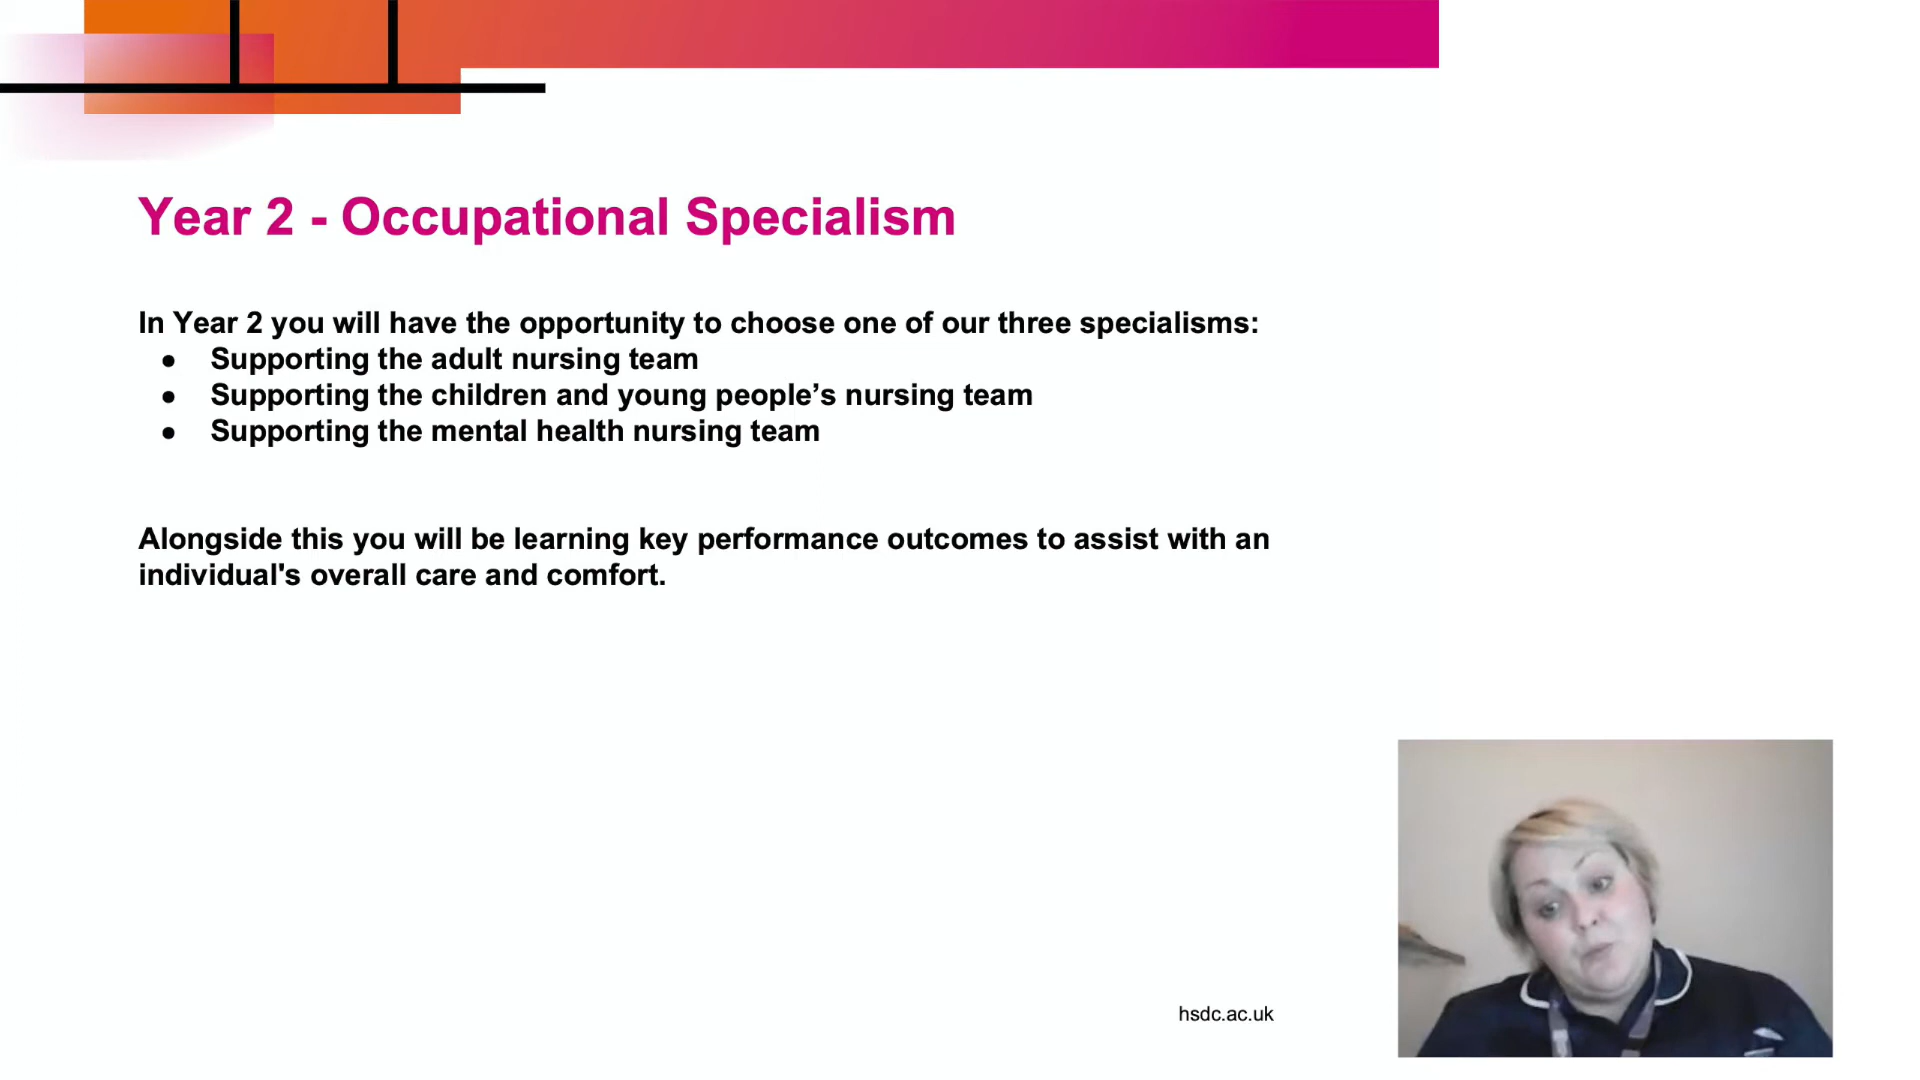 Year 2 - Occupational Specialism
In Year 2 you will have the opportunity to choose one of our three specialisms:
● Supporting the adult nursing team
● Supporting the children and young people’s nursing team
● Supporting the mental health nursing team
Alongside this you will be learning key performance outcomes to assist with an
individual's overall care and comfort.
hsdc.ac.uk